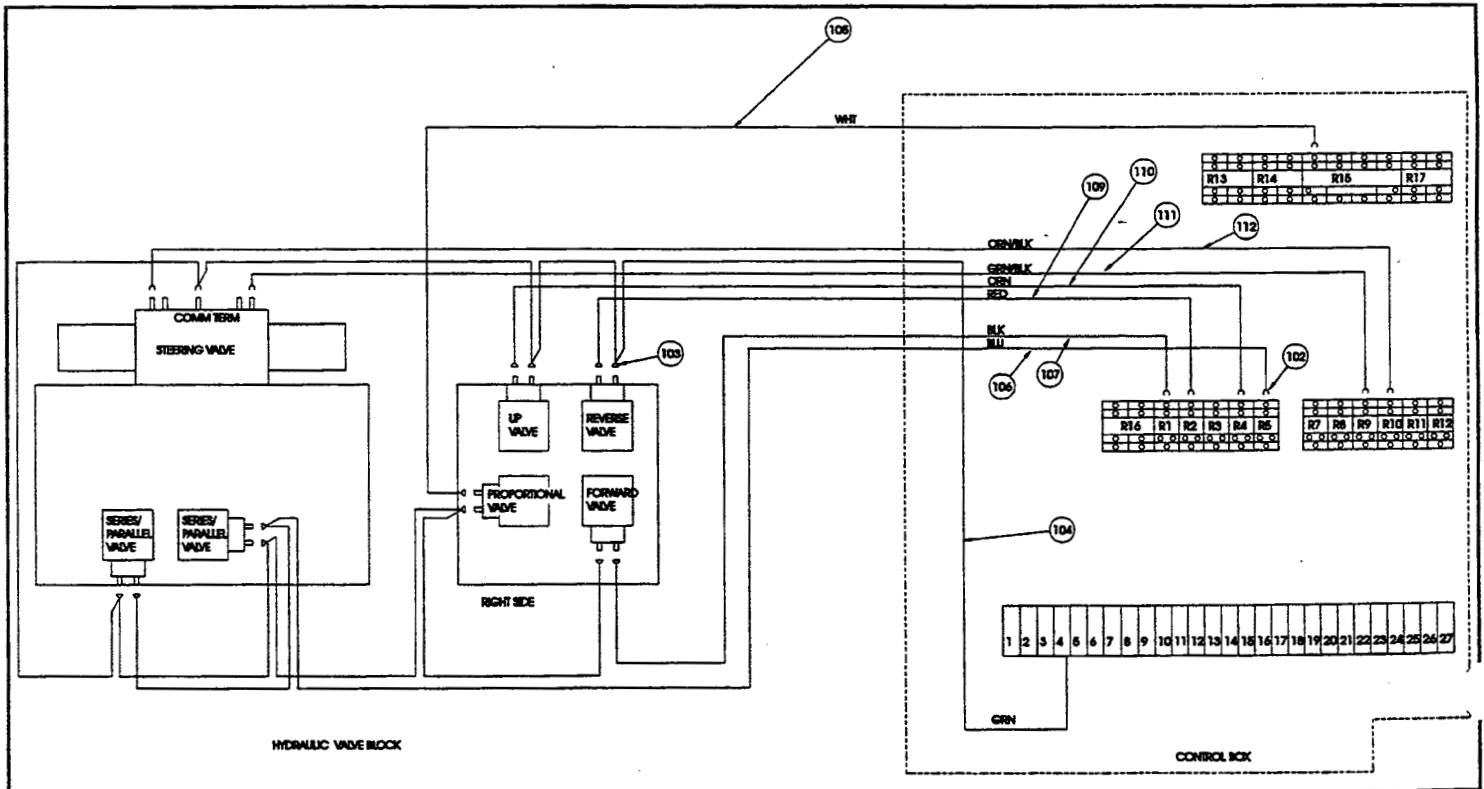 105
WHT
R13 R14 R15 R17
109
110
111
112
ORN/BLK
GRN/BLK
ORN
RED
BLK
BLU
COMM TERM
STEERING VALVE
103
106
107
102
UP
VALVE
REVERSE
VALVE
R16 R1 R2 R3 R4 R5
R7 R8 R9 R10 R11 R12
PROPORTIONAL
VALVE
FORWARD
VALVE
SERIES/
PARALLEL
VALVE
SERIES/
PARALLEL
VALVE
104
RIGHT SIDE
1 2 3 4 5 6 7 8 9 10 11 12 13 14 15 16 17 18 19 20 21 22 23 24 25 26 27
GRN
HYDRAULIC VALVE BLOCK
CONTROL BOX